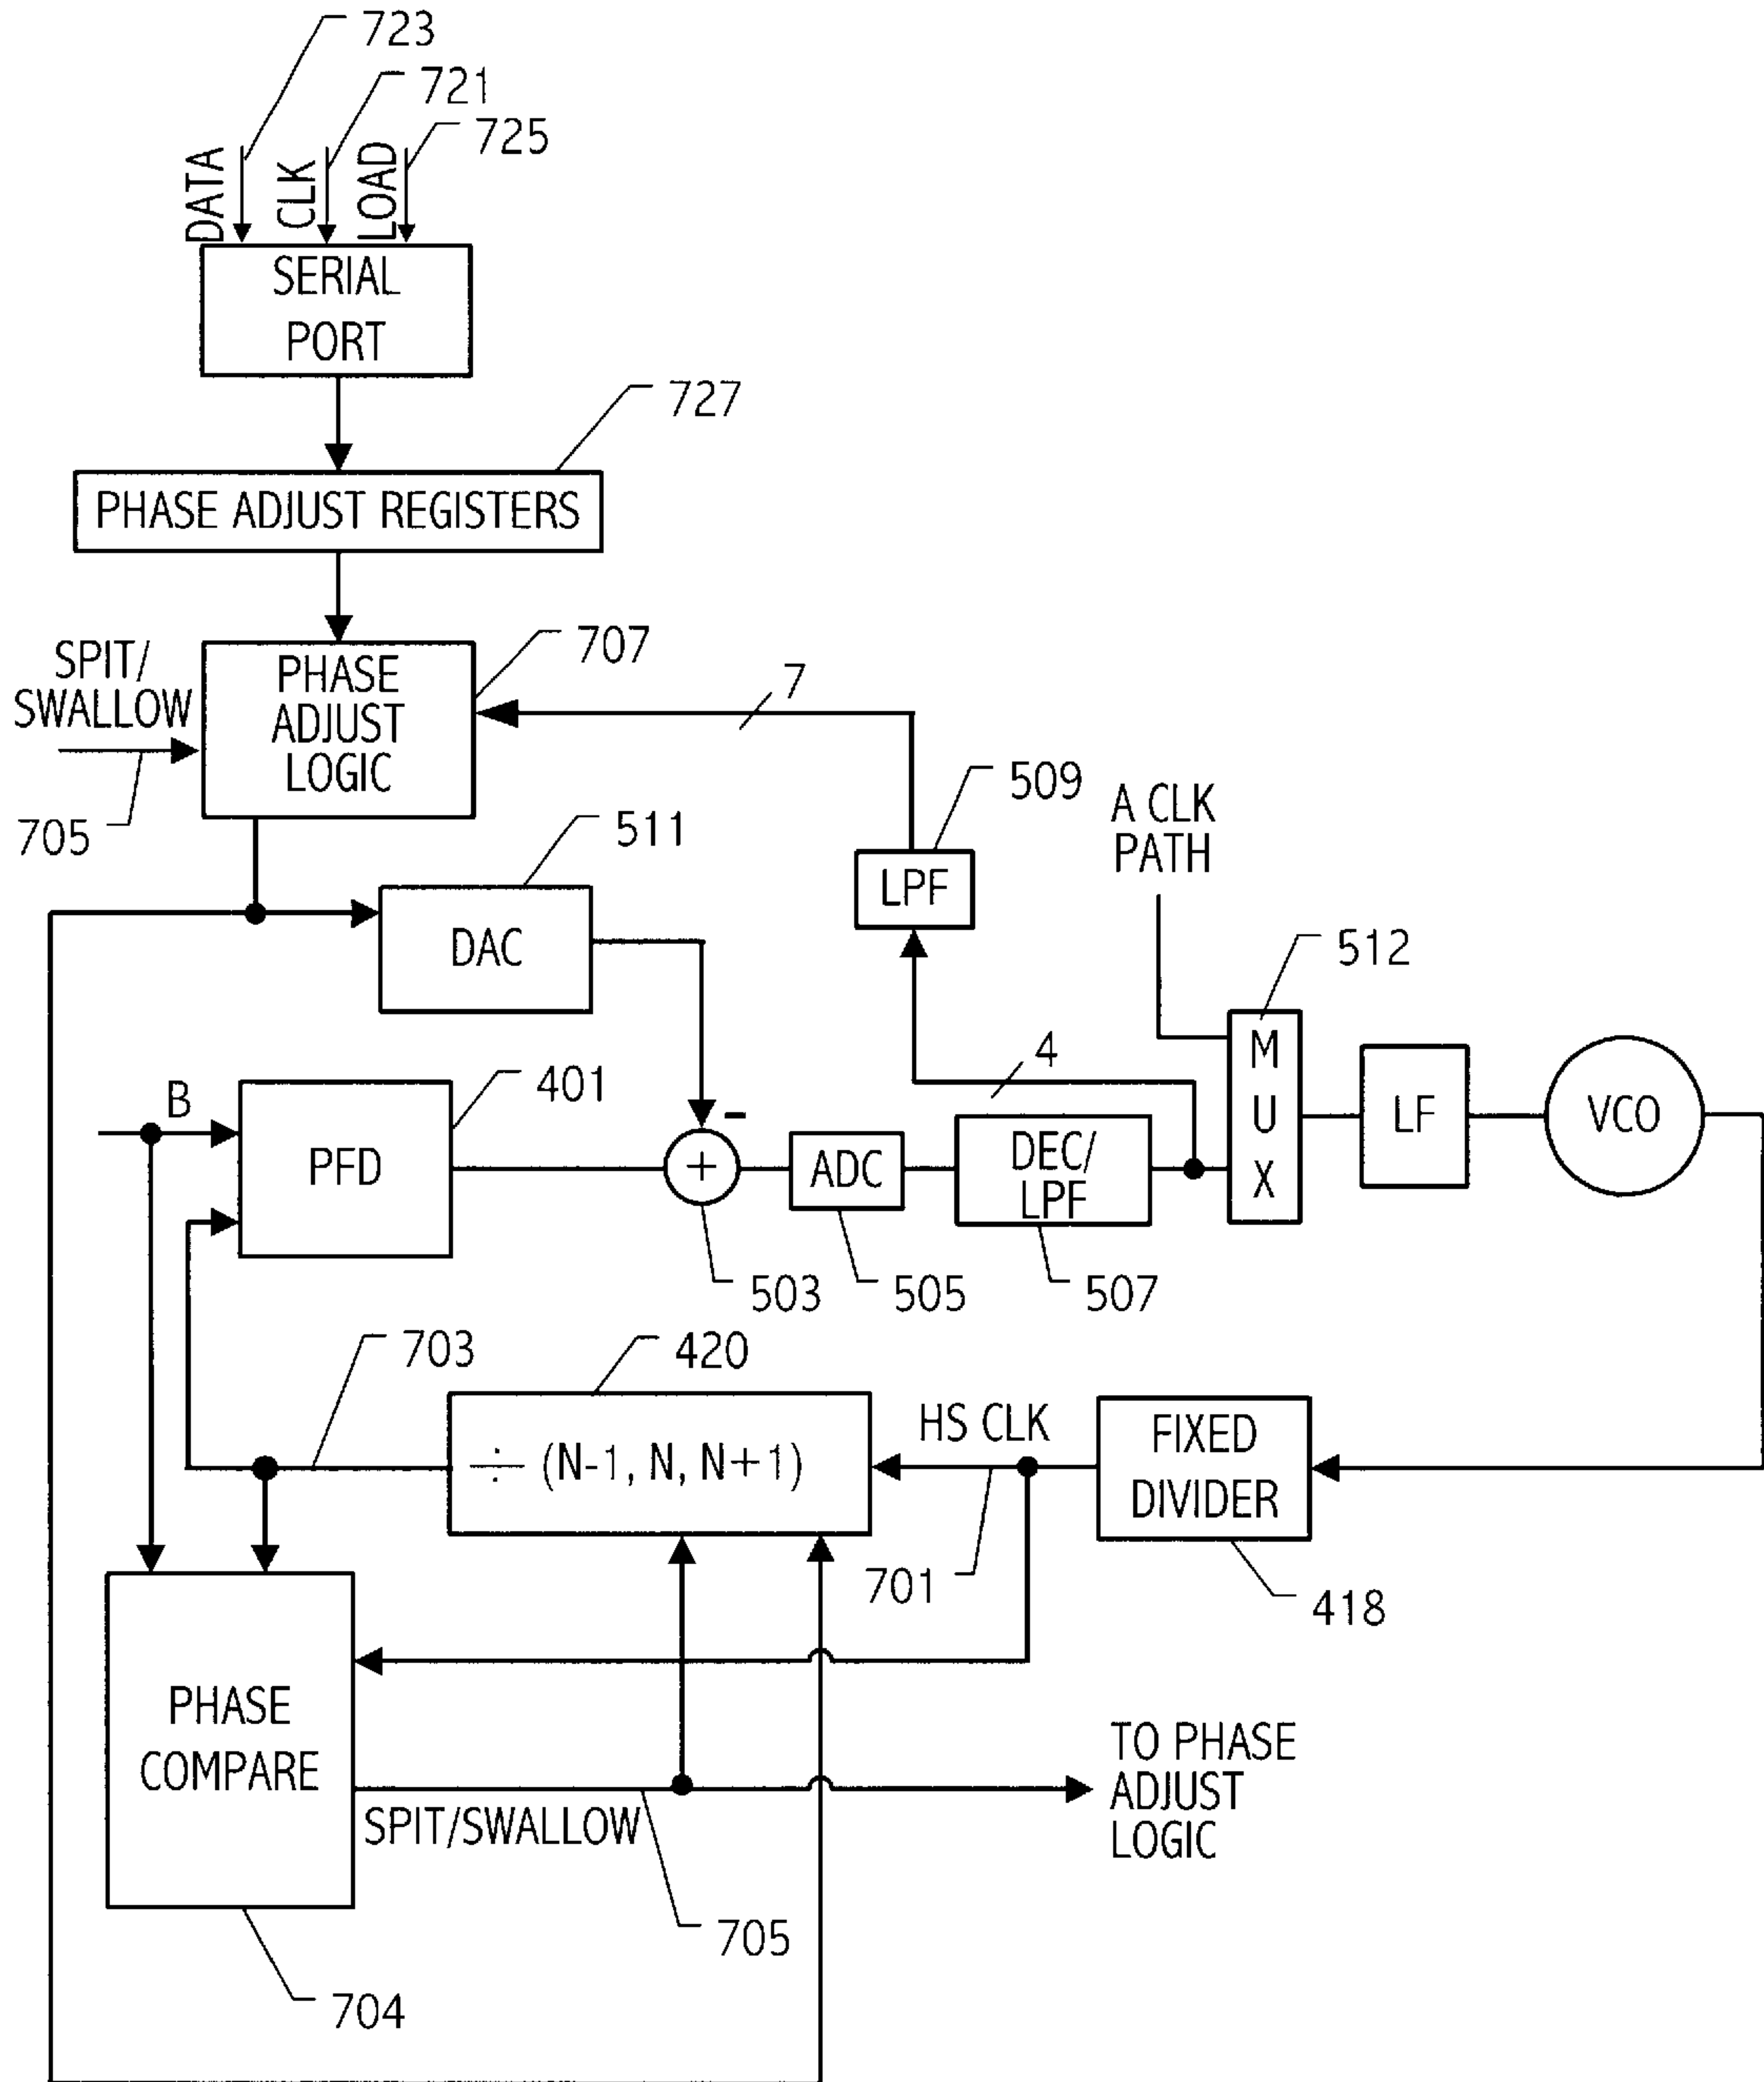 723
721
725
DATA
CLK
LOAD
SERIAL
PORT
727
PHASE ADJUST REGISTERS
707
SPIT/
SWALLOW
PHASE
ADJUST
LOGIC
7
705
511
509
A CLK
PATH
LPF
DAC
512
4
M
U
X
B
401
PFD
-
+
ADC
DEC/
LPF
LF
VCO
503
505
507
703
420
HS CLK
FIXED
DIVIDER
÷ (N-1, N, N+1)
701
418
PHASE
COMPARE
TO PHASE
ADJUST
LOGIC
SPIT/SWALLOW
705
704